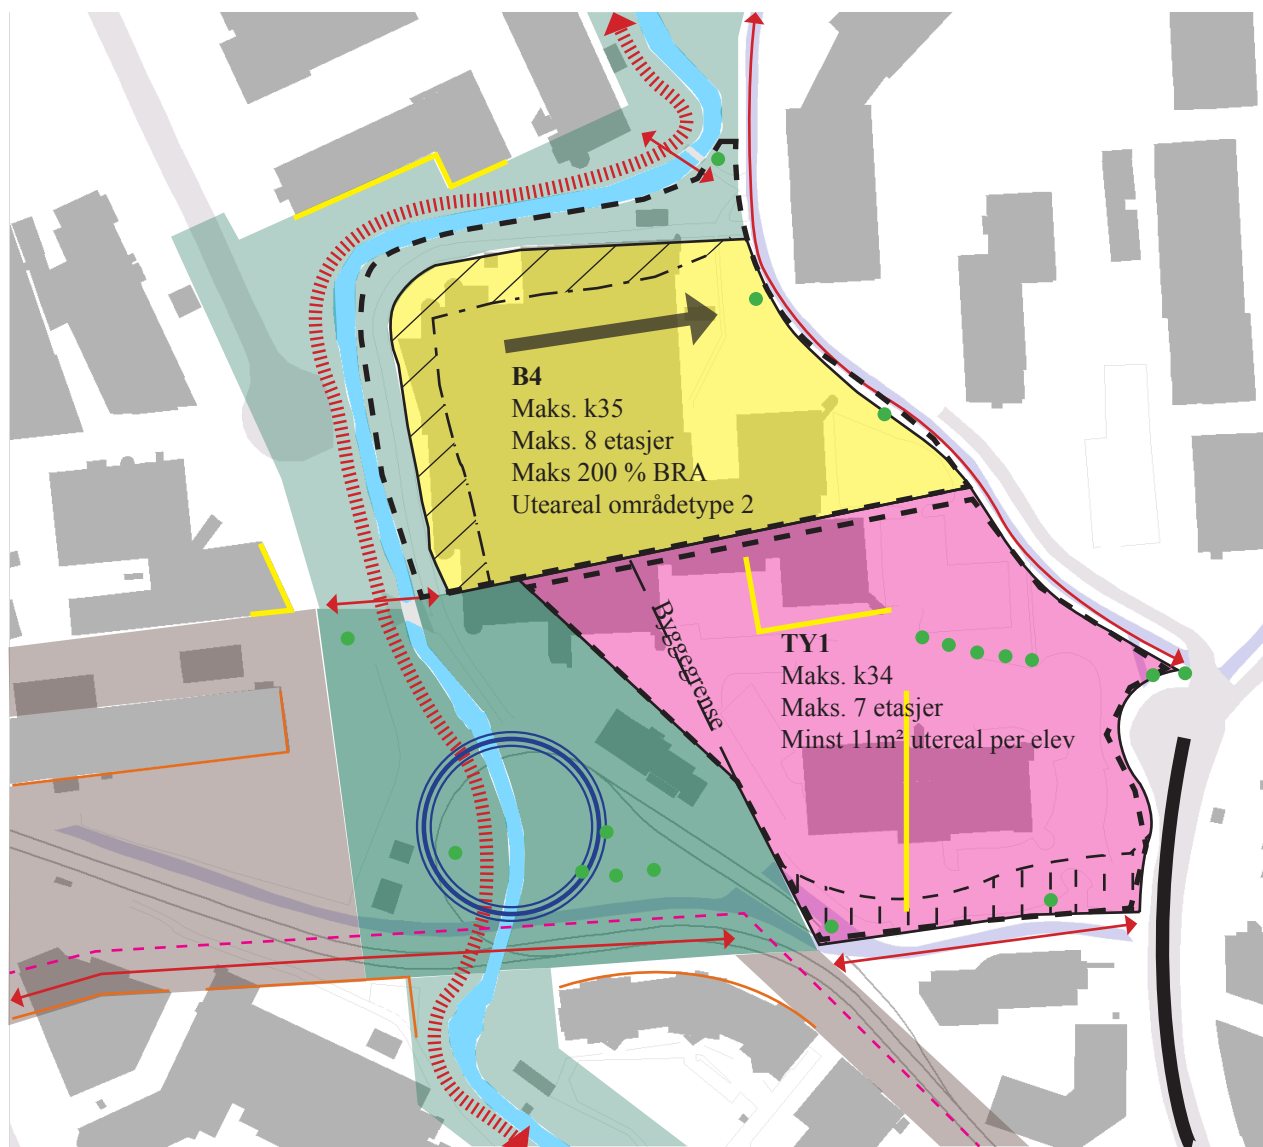 B4
Maks. k35
Maks. 8 etasjer
Maks 200 % BRA
Uteareal områdetype 2
Byggegrense
TY1
Maks. k34
Maks. 7 etasjer
Minst 11m² utereal per elev